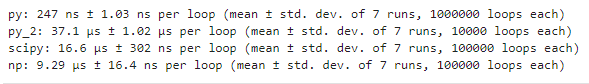 py: 247 ns ± 1.03 ns per loop (mean ± std. dev. of 7 runs, 1000000 loops each)
py_2: 37.1 µs ± 1.02 µs per loop (mean ± std. dev. of 7 runs, 10000 loops each)
scipy: 16.6 µs ± 302 ns per loop (mean ± std. dev. of 7 runs, 100000 loops each)
np: 9.29 µs ± 16.4 ns per loop (mean ± std. dev. of 7 runs, 100000 loops each)